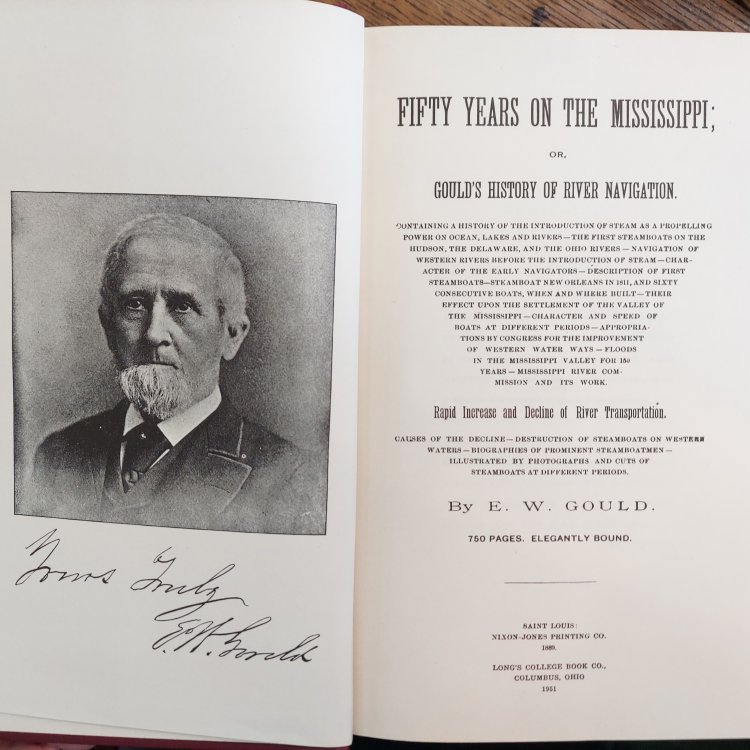 Yours Truly
E. W. Gould
FIFTY YEARS ON THE MISSISSIPPI;
OR,
GOULD'S HISTORY OF RIVER NAVIGATION.
CONTAINING A HISTORY OF THE INTRODUCTION OF STEAM AS A PROPELLING
POWER ON OCEAN, LAKES AND RIVERS—THE FIRST STEAMBOATS ON THE
HUDSON, THE DELAWARE, AND THE OHIO RIVERS—NAVIGATION OF
WESTERN RIVERS BEFORE THE INTRODUCTION OF STEAM—CHAR-
ACTER OF THE EARLY NAVIGATORS—DESCRIPTION OF FIRST
STEAMBOATS—STEAMBOAT NEW ORLEANS IN 1811, AND SIXTY
CONSECUTIVE BOATS, WHEN AND WHERE BUILT—THEIR
EFFECT UPON THE SETTLEMENT OF THE VALLEY OF
THE MISSISSIPPI—CHARACTER AND SPEED OF
BOATS AT DIFFERENT PERIODS—APPROPRIA-
TIONS BY CONGRESS FOR THE IMPROVEMENT
OF WESTERN WATER WAYS—FLOODS
IN THE MISSISSIPPI VALLEY FOR 150
YEARS—MISSISSIPPI RIVER COM-
MISSION AND ITS WORK.
Rapid Increase and Decline of River Transportation.
CAUSES OF THE DECLINE—DESTRUCTION OF STEAMBOATS ON WESTERN
WATERS—BIOGRAPHIES OF PROMINENT STEAMBOATMEN—
ILLUSTRATED BY PHOTOGRAPHS AND CUTS OF
STEAMBOATS AT DIFFERENT PERIODS.
By E. W. GOULD.
750 PAGES. ELEGANTLY BOUND.
SAINT LOUIS:
NIXON-JONES PRINTING CO.
1889.
LONG'S COLLEGE BOOK CO.,
COLUMBUS, OHIO
1951